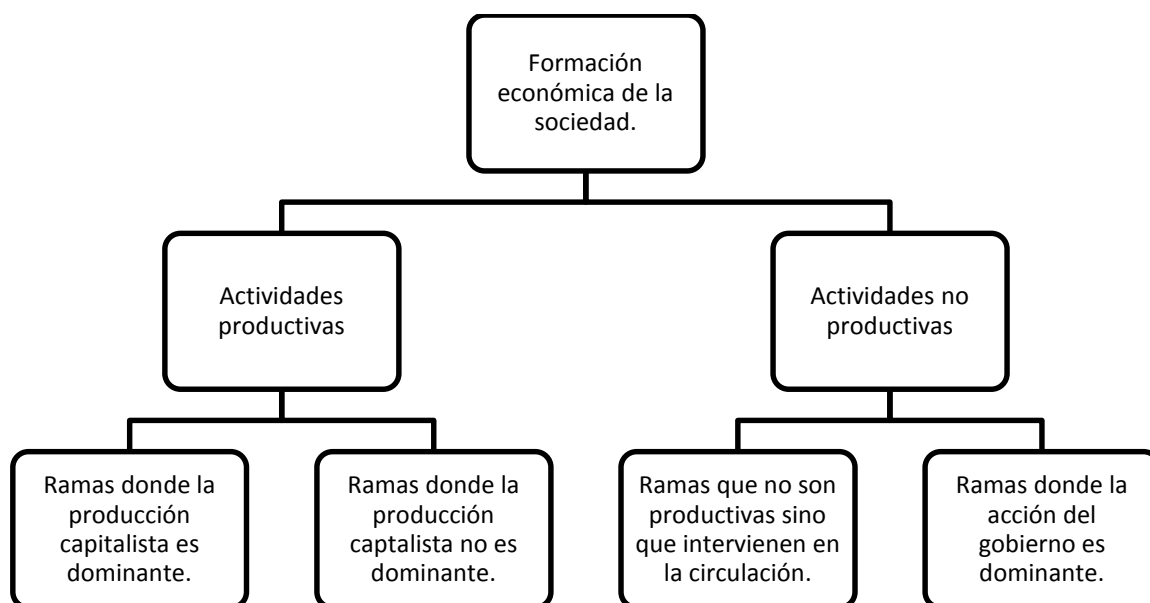 Formación
económica de la
sociedad.
Actividades
productivas
Actividades no
productivas
Ramas donde la
producción
capitalista es
dominante.
Ramas donde la
producción
captalista no es
dominante.
Ramas que no son
productivas sino
que intervienen en
la circulación.
Ramas donde la
acción del
gobierno es
dominante.